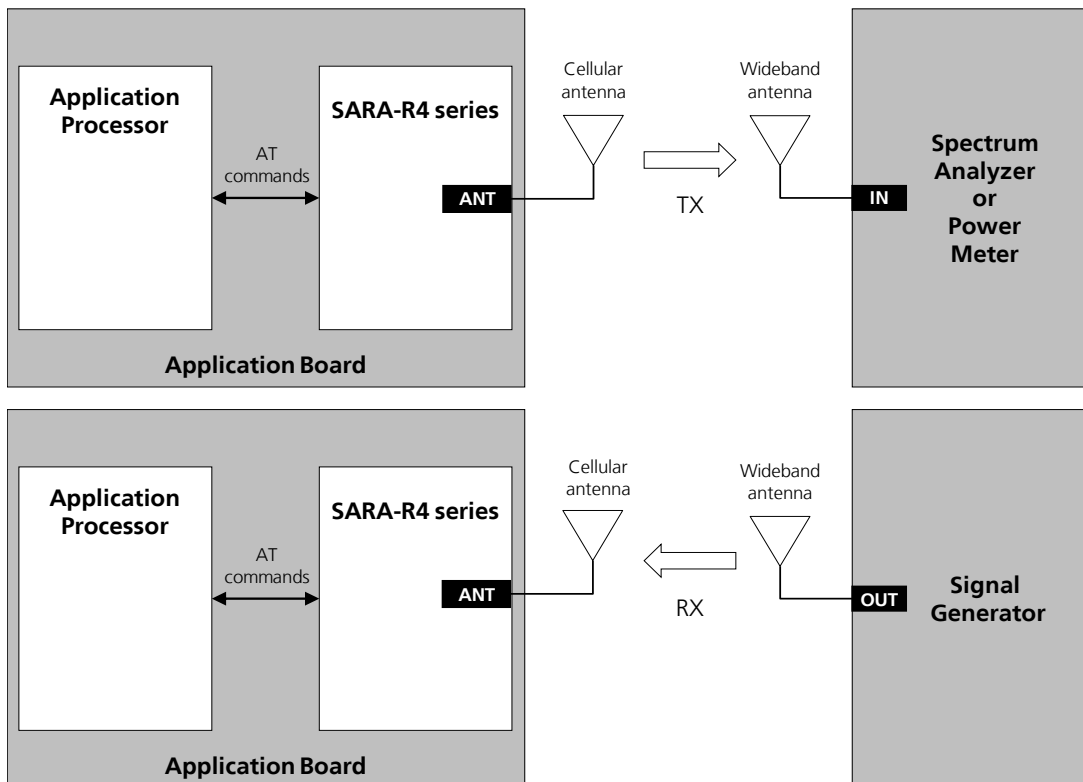 Application
Processor
AT
commands
SARA-R4 series
ANT
Application Board
Cellular
antenna
TX
Wideband
antenna
IN
Spectrum
Analyzer
or
Power
Meter
Application
Processor
AT
commands
SARA-R4 series
ANT
Application Board
Cellular
antenna
RX
Wideband
antenna
OUT
Signal
Generator